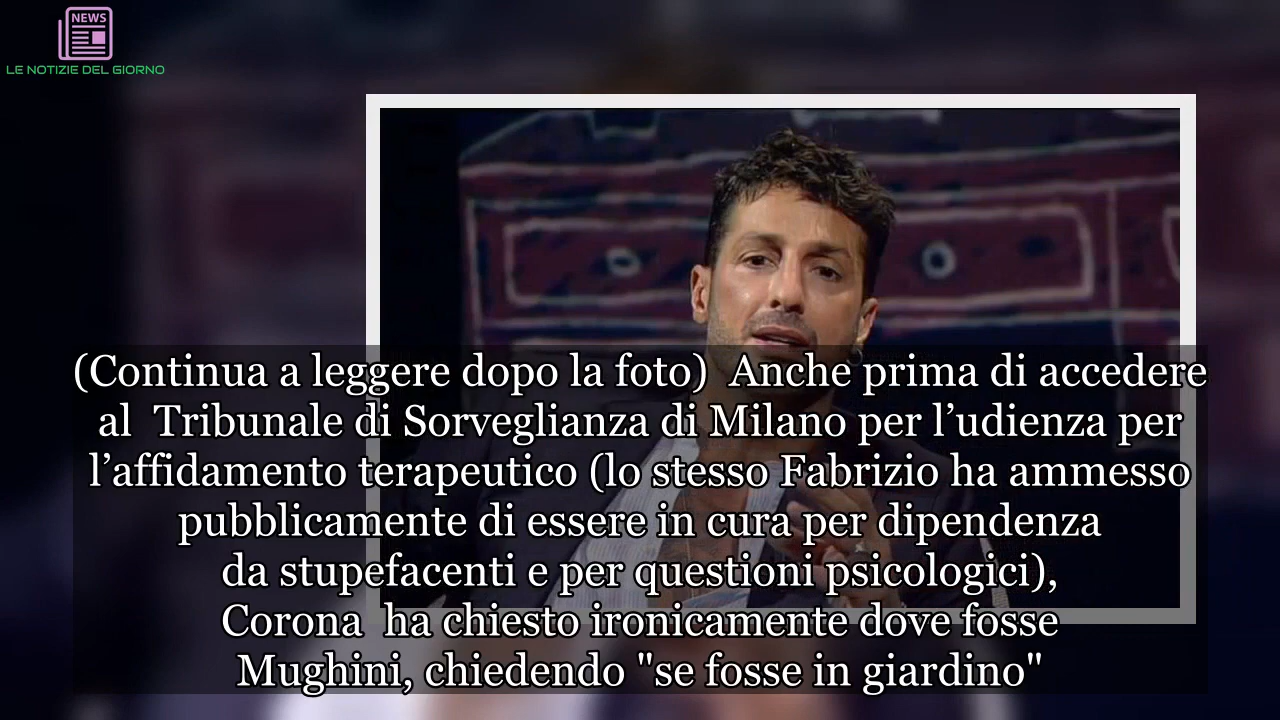 NEWS
LE NOTIZIE DEL GIORNO
(Continua a leggere dopo la foto)  Anche prima di accedere
al  Tribunale di Sorveglianza di Milano per l’udienza per
l’affidamento terapeutico (lo stesso Fabrizio ha ammesso
pubblicamente di essere in cura per dipendenza
da stupefacenti e per questioni psicologici),
Corona  ha chiesto ironicamente dove fosse
Mughini, chiedendo "se fosse in giardino"